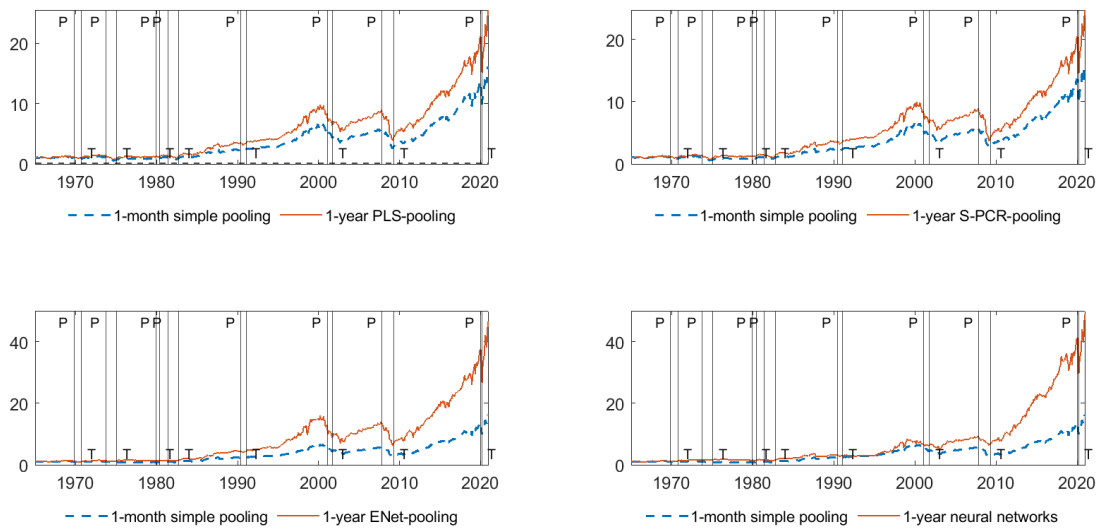 P P P P P P P P
20
10
0
T T T T T T T T
1970 1980 1990 2000 2010 2020
1-month simple pooling 1-year PLS-pooling
P P P P P P P P
20
10
0
T T T T T T T T
1970 1980 1990 2000 2010 2020
1-month simple pooling 1-year S-PCR-pooling
P P P P P P P P
40
20
0
T T T T T T T T
1970 1980 1990 2000 2010 2020
1-month simple pooling 1-year ENet-pooling
P P P P P P P P
40
20
0
T T T T T T T T
1970 1980 1990 2000 2010 2020
1-month simple pooling 1-year neural networks